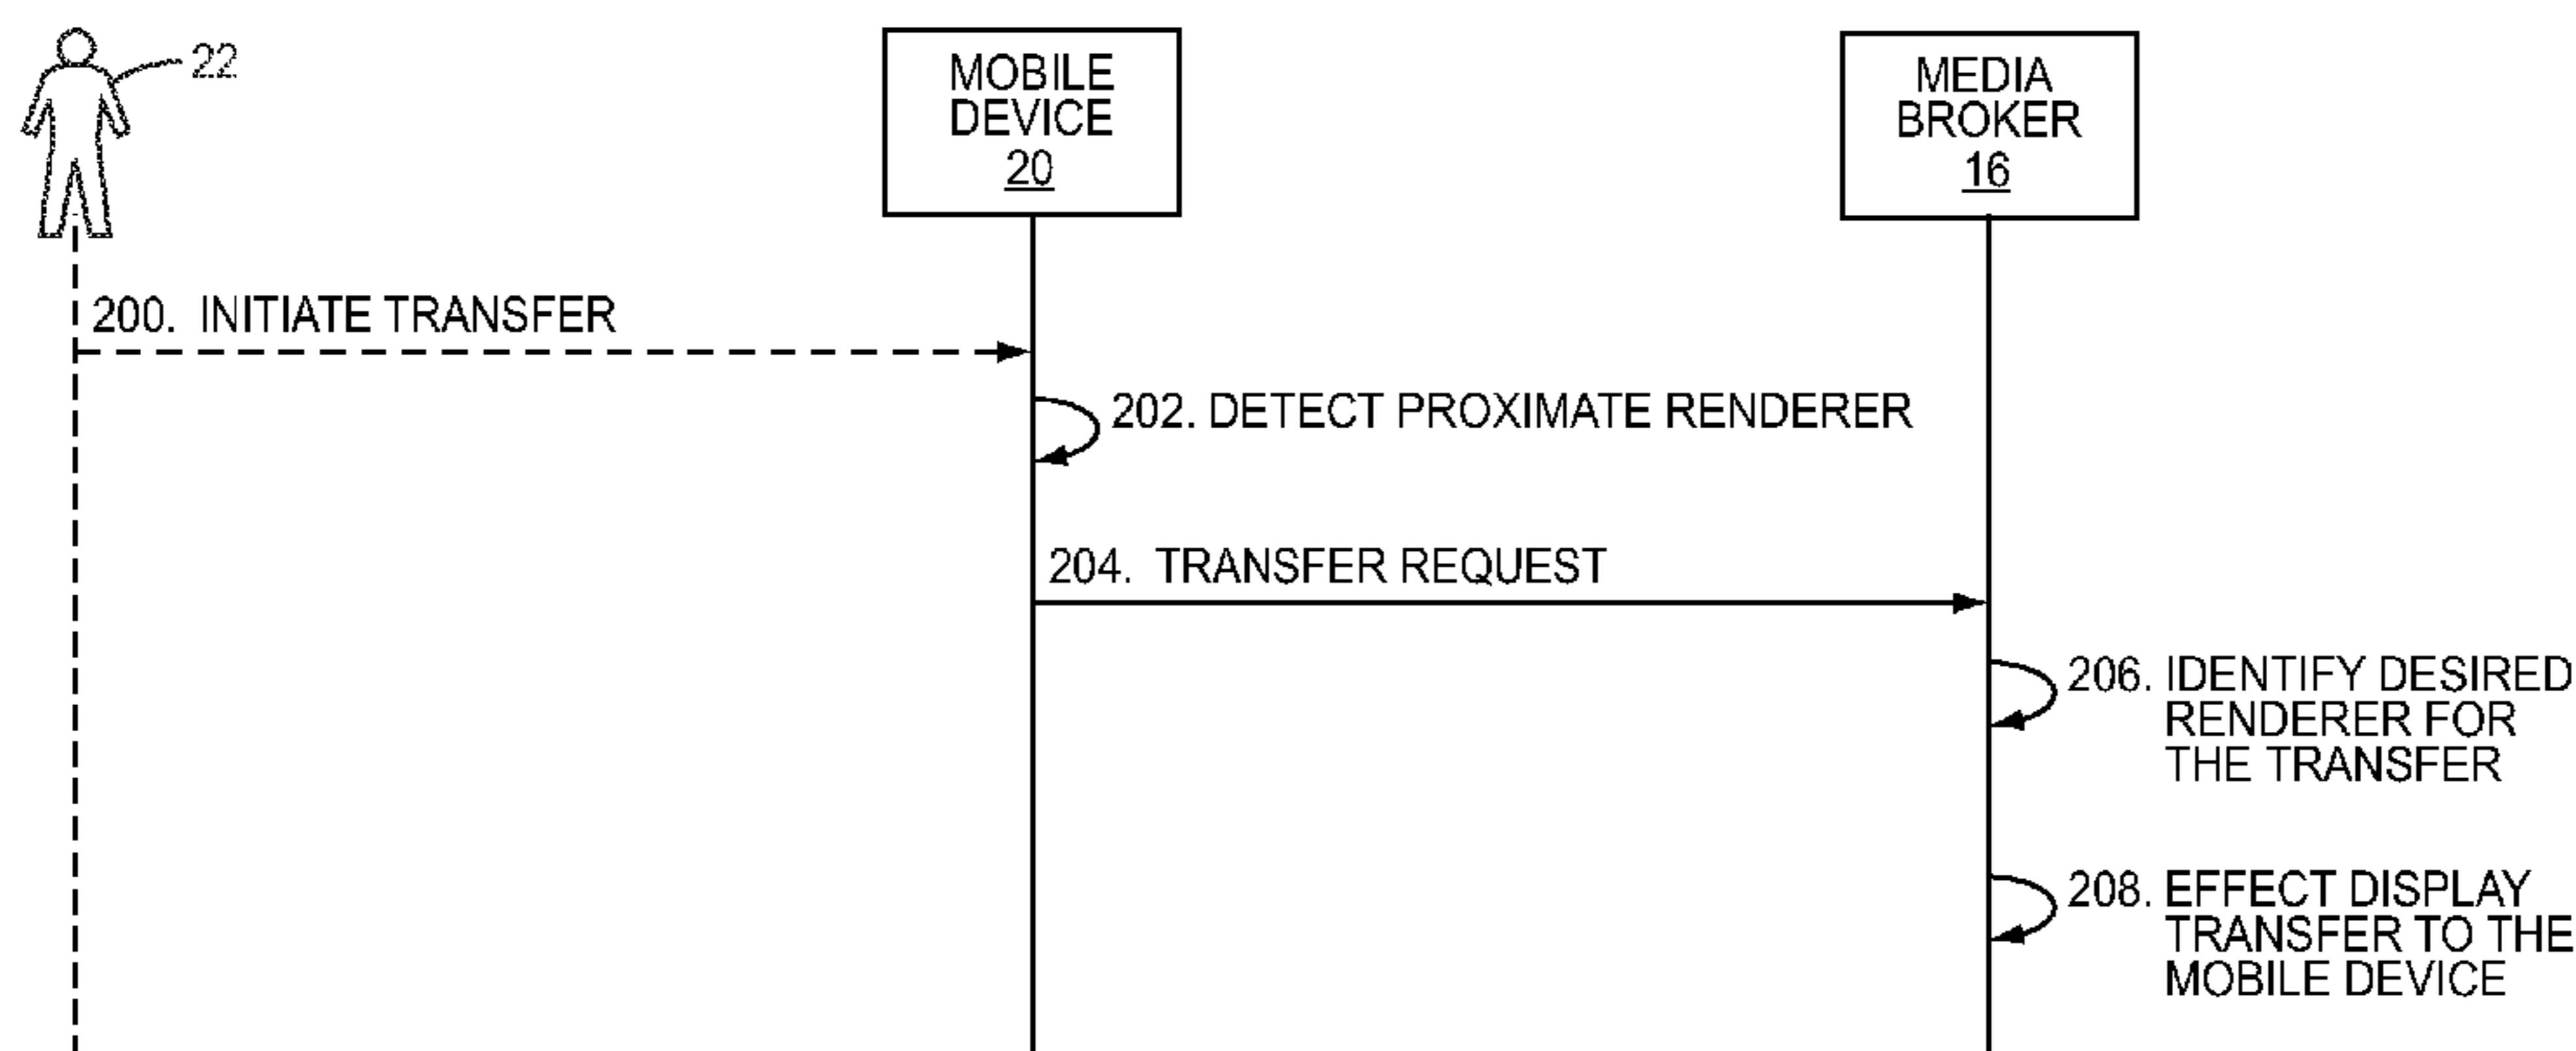 22
MOBILE
DEVICE
20
MEDIA
BROKER
16
200. INITIATE TRANSFER
202. DETECT PROXIMATE RENDERER
204. TRANSFER REQUEST
206. IDENTIFY DESIRED
RENDERER FOR
THE TRANSFER
208. EFFECT DISPLAY
TRANSFER TO THE
MOBILE DEVICE